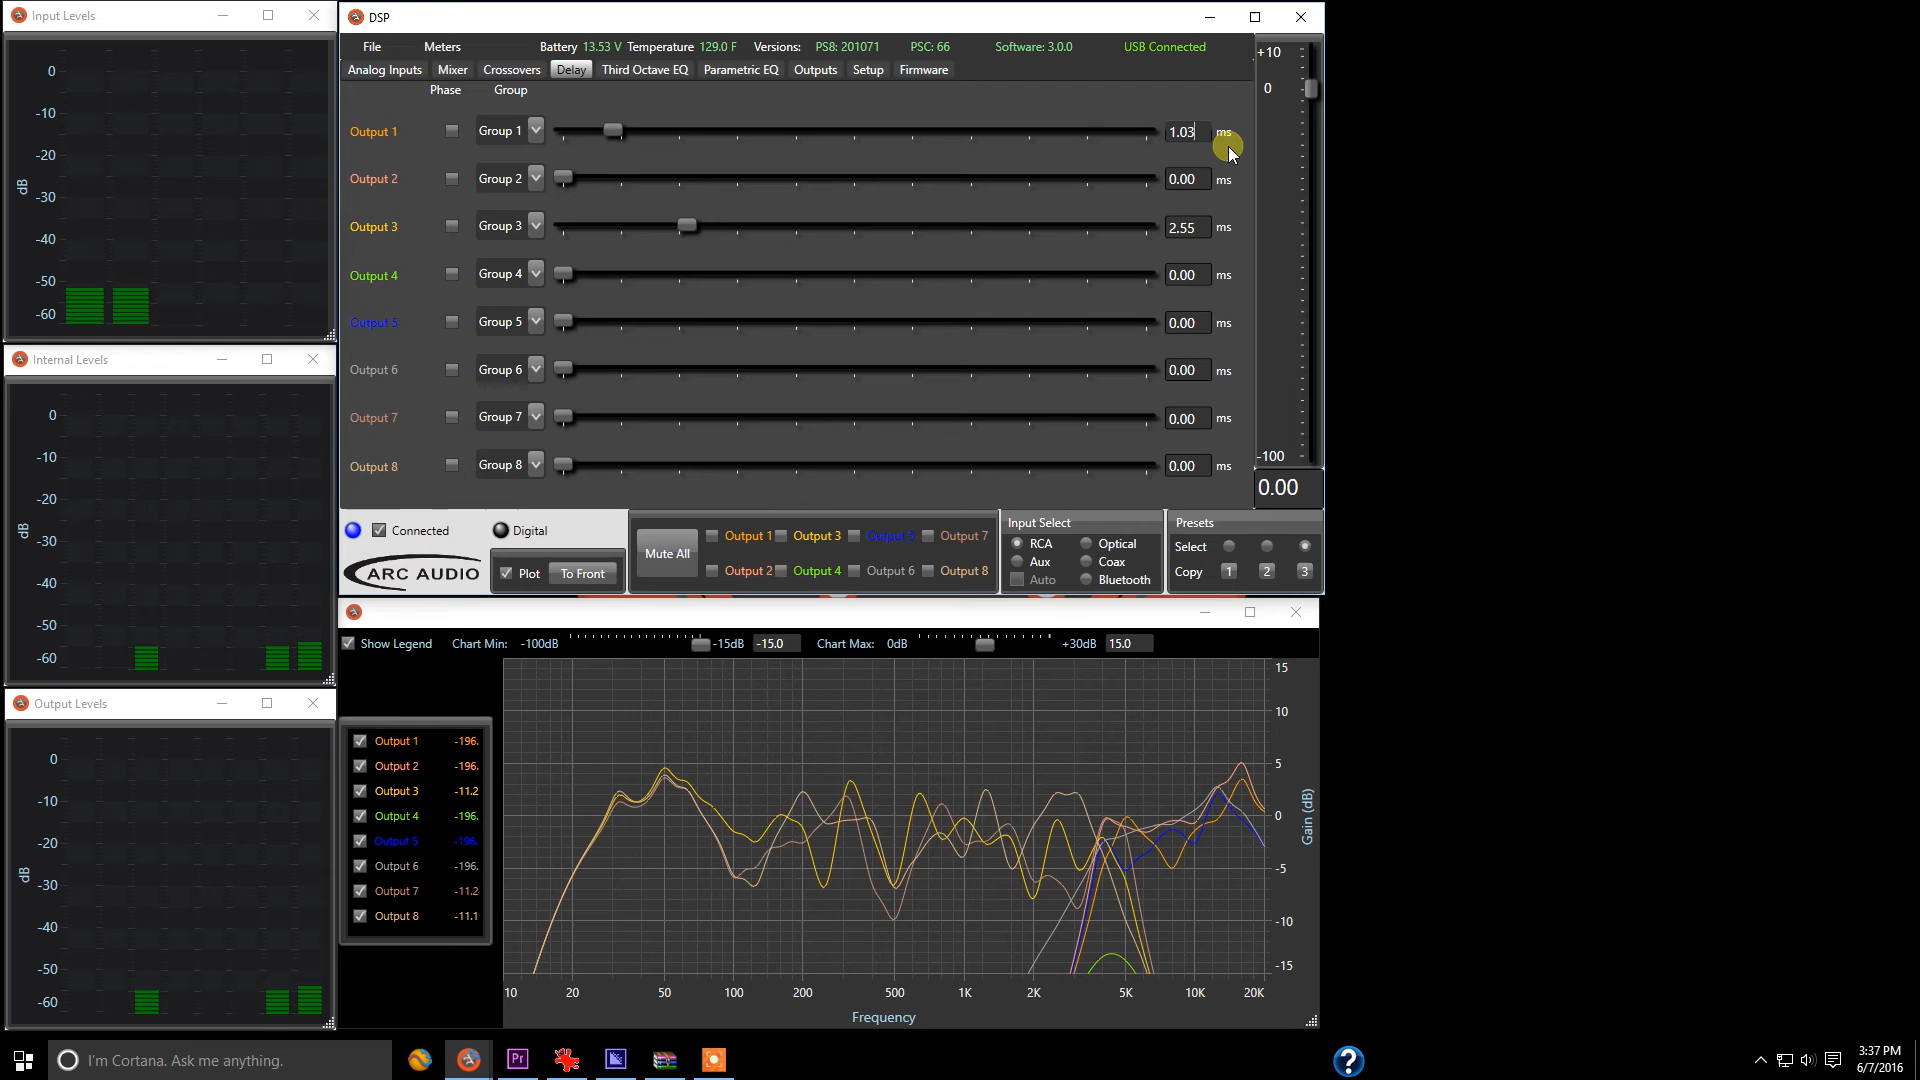 Input Levels
0
-10
-20
-30
-40
-50
-60
dB
Internal Levels
0
-10
-20
-30
-40
-50
-60
dB
Output Levels
0
-10
-20
-30
-40
-50
-60
dB
DSP
File Meters Battery 13.53 V Temperature 129.0 F Versions: PS8: 201071 PSC: 66 Software: 3.0.0 USB Connected
Analog Inputs Mixer Crossovers Delay Third Octave EQ Parametric EQ Outputs Setup Firmware
Phase Group
Output 1 Group 1 1.03 ms
Output 2 Group 2 0.00 ms
Output 3 Group 3 2.55 ms
Output 4 Group 4 0.00 ms
Output 5 Group 5 0.00 ms
Output 6 Group 6 0.00 ms
Output 7 Group 7 0.00 ms
Output 8 Group 8 0.00 ms
+10
0
-100
0.00
Connected Digital
ARC AUDIO
Plot To Front
Mute All
Output 1 Output 3 Output 5 Output 7
Output 2 Output 4 Output 6 Output 8
Input Select
RCA Optical
Aux Coax
Auto Bluetooth
Presets
Select
Copy 1 2 3
Show Legend Chart Min: -100dB -15dB -15.0 Chart Max: 0dB +30dB 15.0
Output 1 -196.
Output 2 -196.
Output 3 -11.2
Output 4 -196.
Output 5 -196.
Output 6 -196.
Output 7 -11.2
Output 8 -11.1
15
10
5
0
-5
-10
-15
Gain (dB)
10 20 50 100 200 500 1K 2K 5K 10K 20K
Frequency
I'm Cortana. Ask me anything.
Pr
?
3:37 PM
6/7/2016